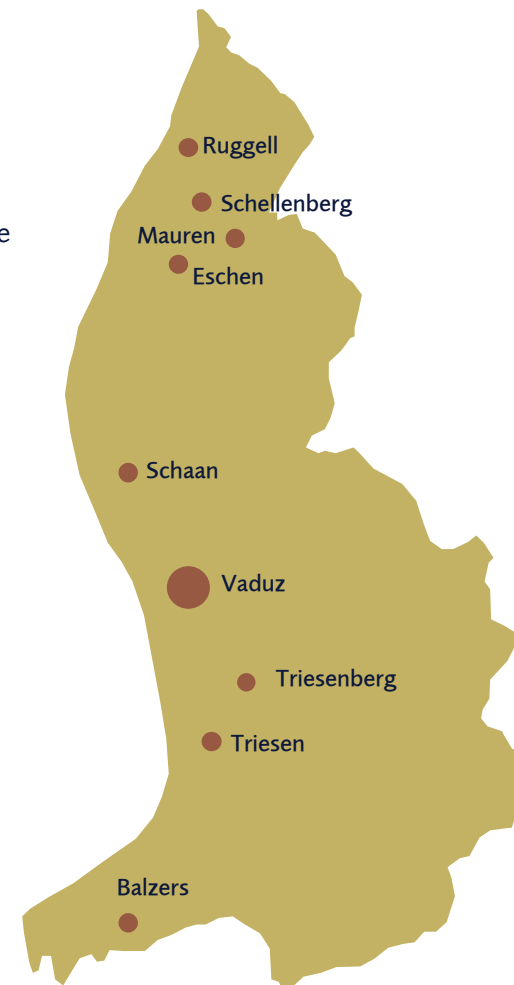 Ruggell
Schellenberg
Mauren
e
Eschen
Schaan
Vaduz
Triesenberg
Triesen
Balzers